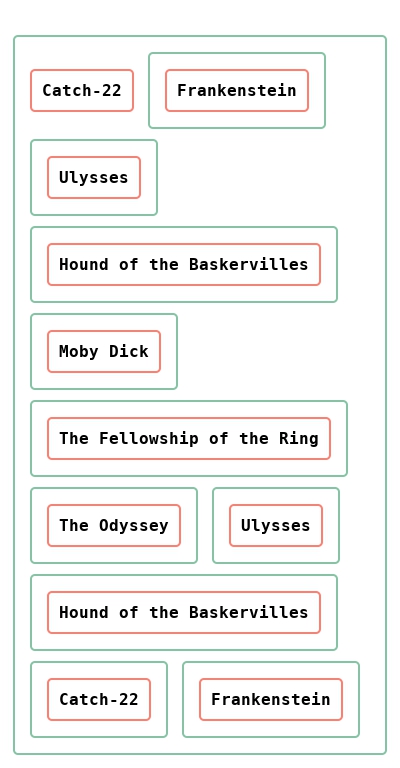 Catch-22 Frankenstein
Ulysses
Hound of the Baskervilles
Moby Dick
The Fellowship of the Ring
The Odyssey Ulysses
Hound of the Baskervilles
Catch-22 Frankenstein